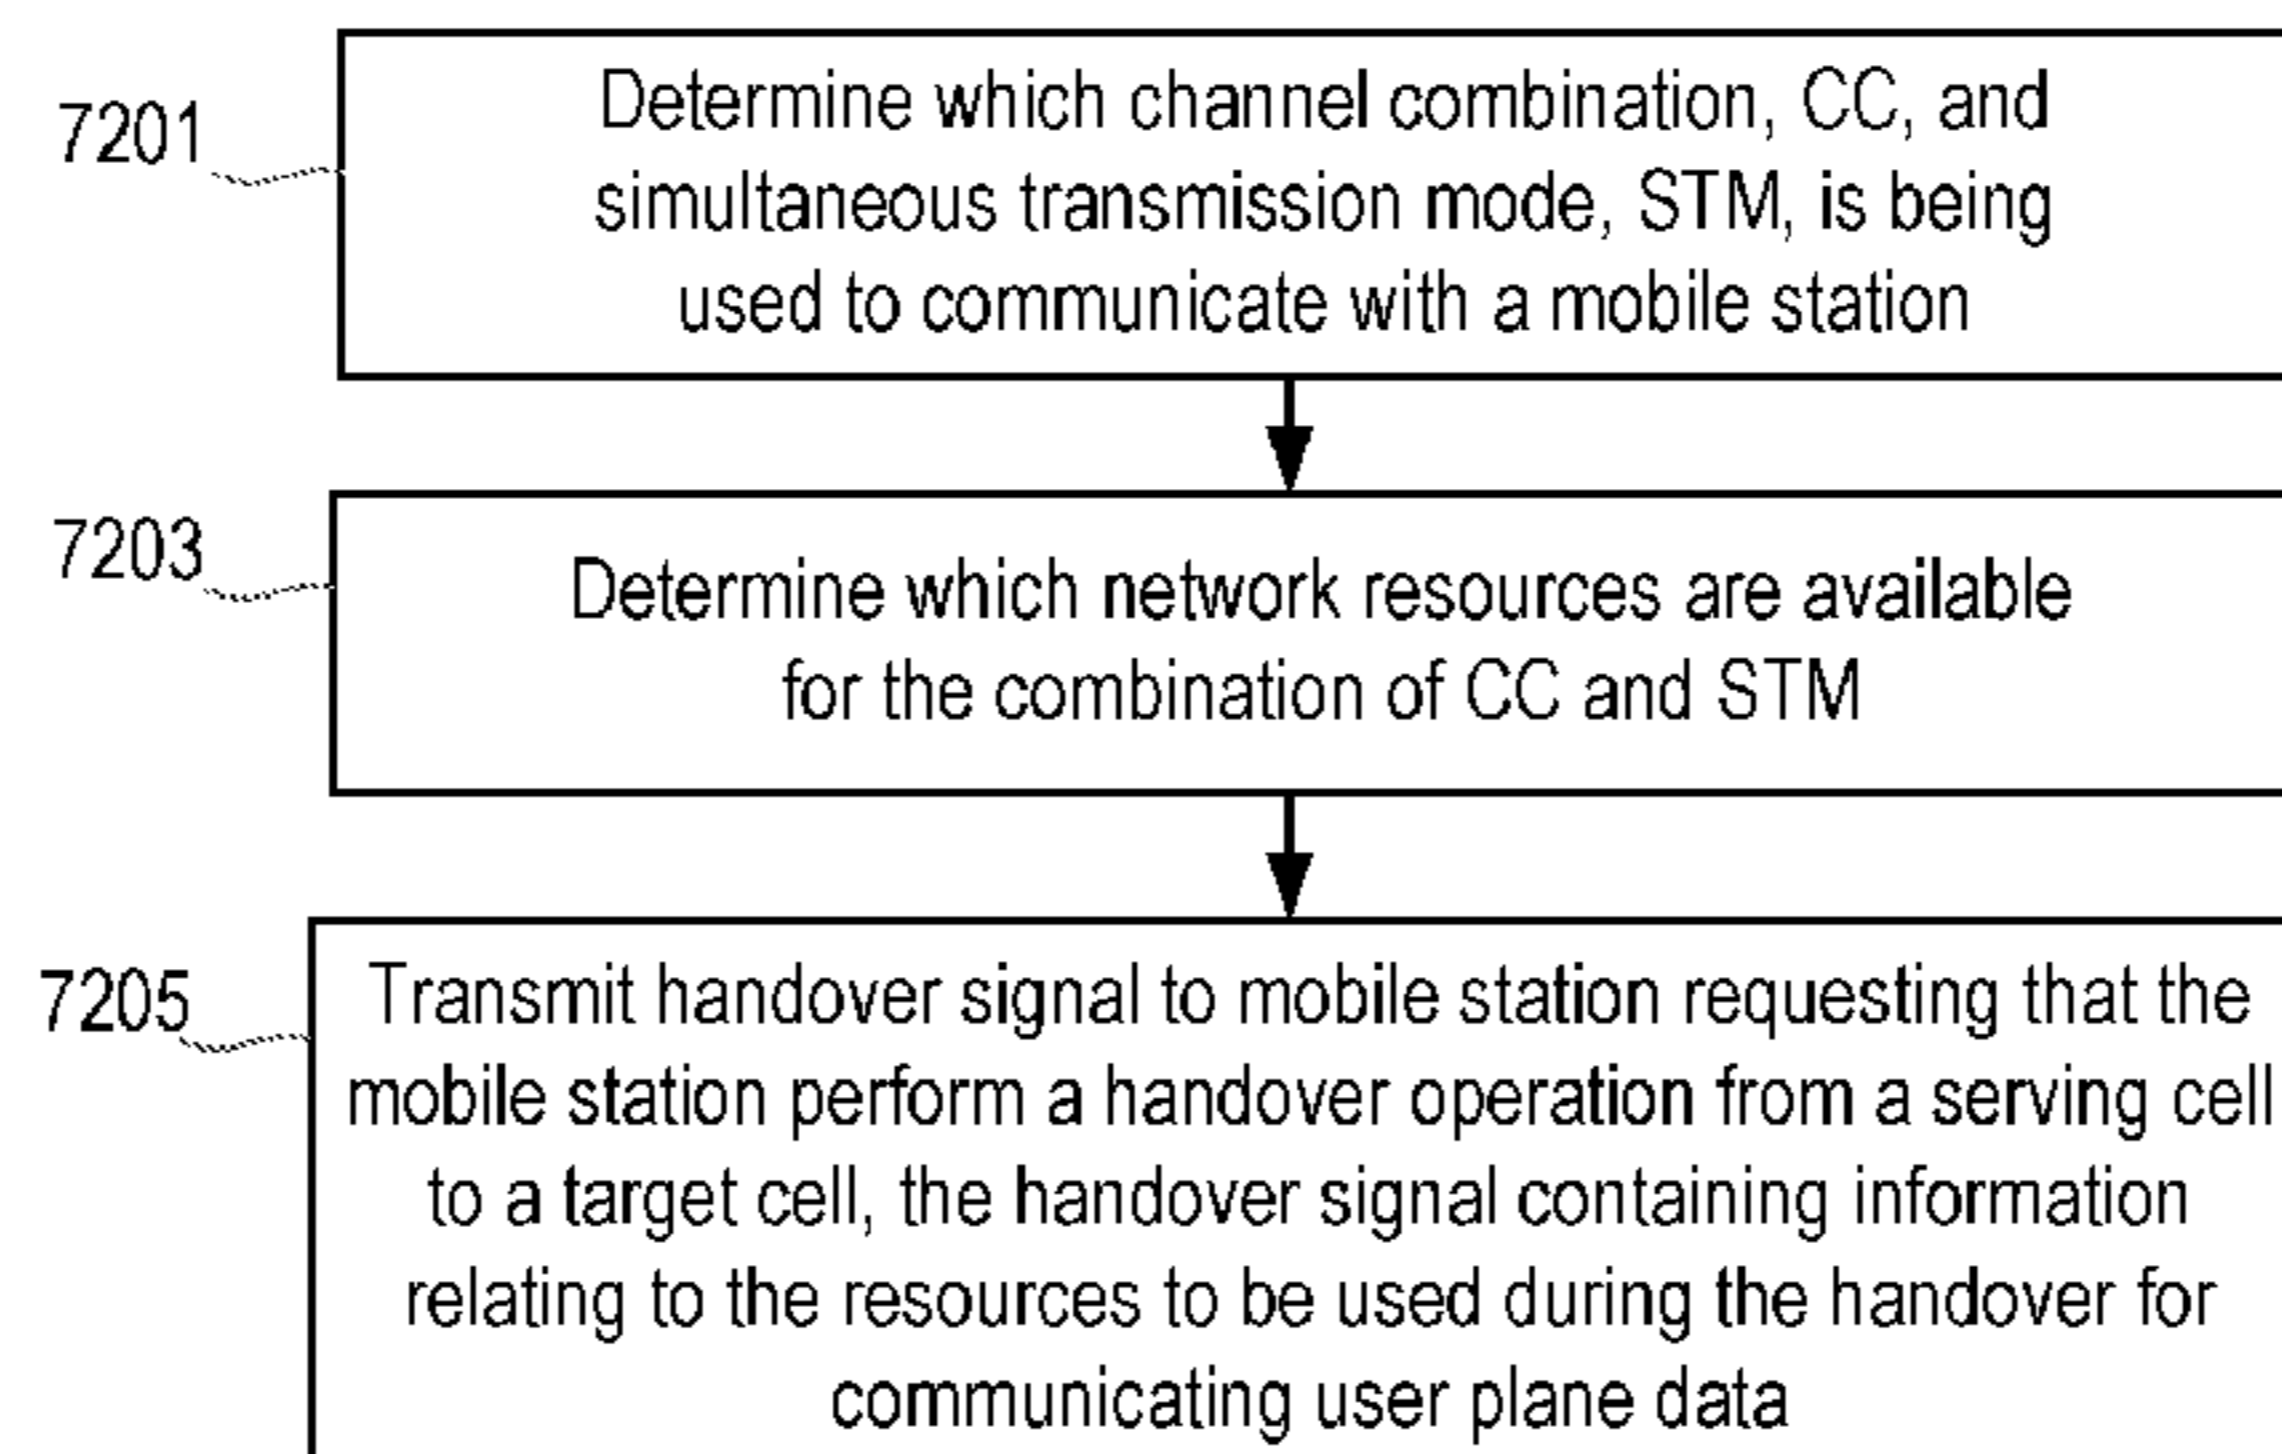 7201
Determine which channel combination, CC, and
simultaneous transmission mode, STM, is being
used to communicate with a mobile station
7203
Determine which network resources are available
for the combination of CC and STM
7205
Transmit handover signal to mobile station requesting that the
mobile station perform a handover operation from a serving cell
to a target cell, the handover signal containing information
relating to the resources to be used during the handover for
communicating user plane data